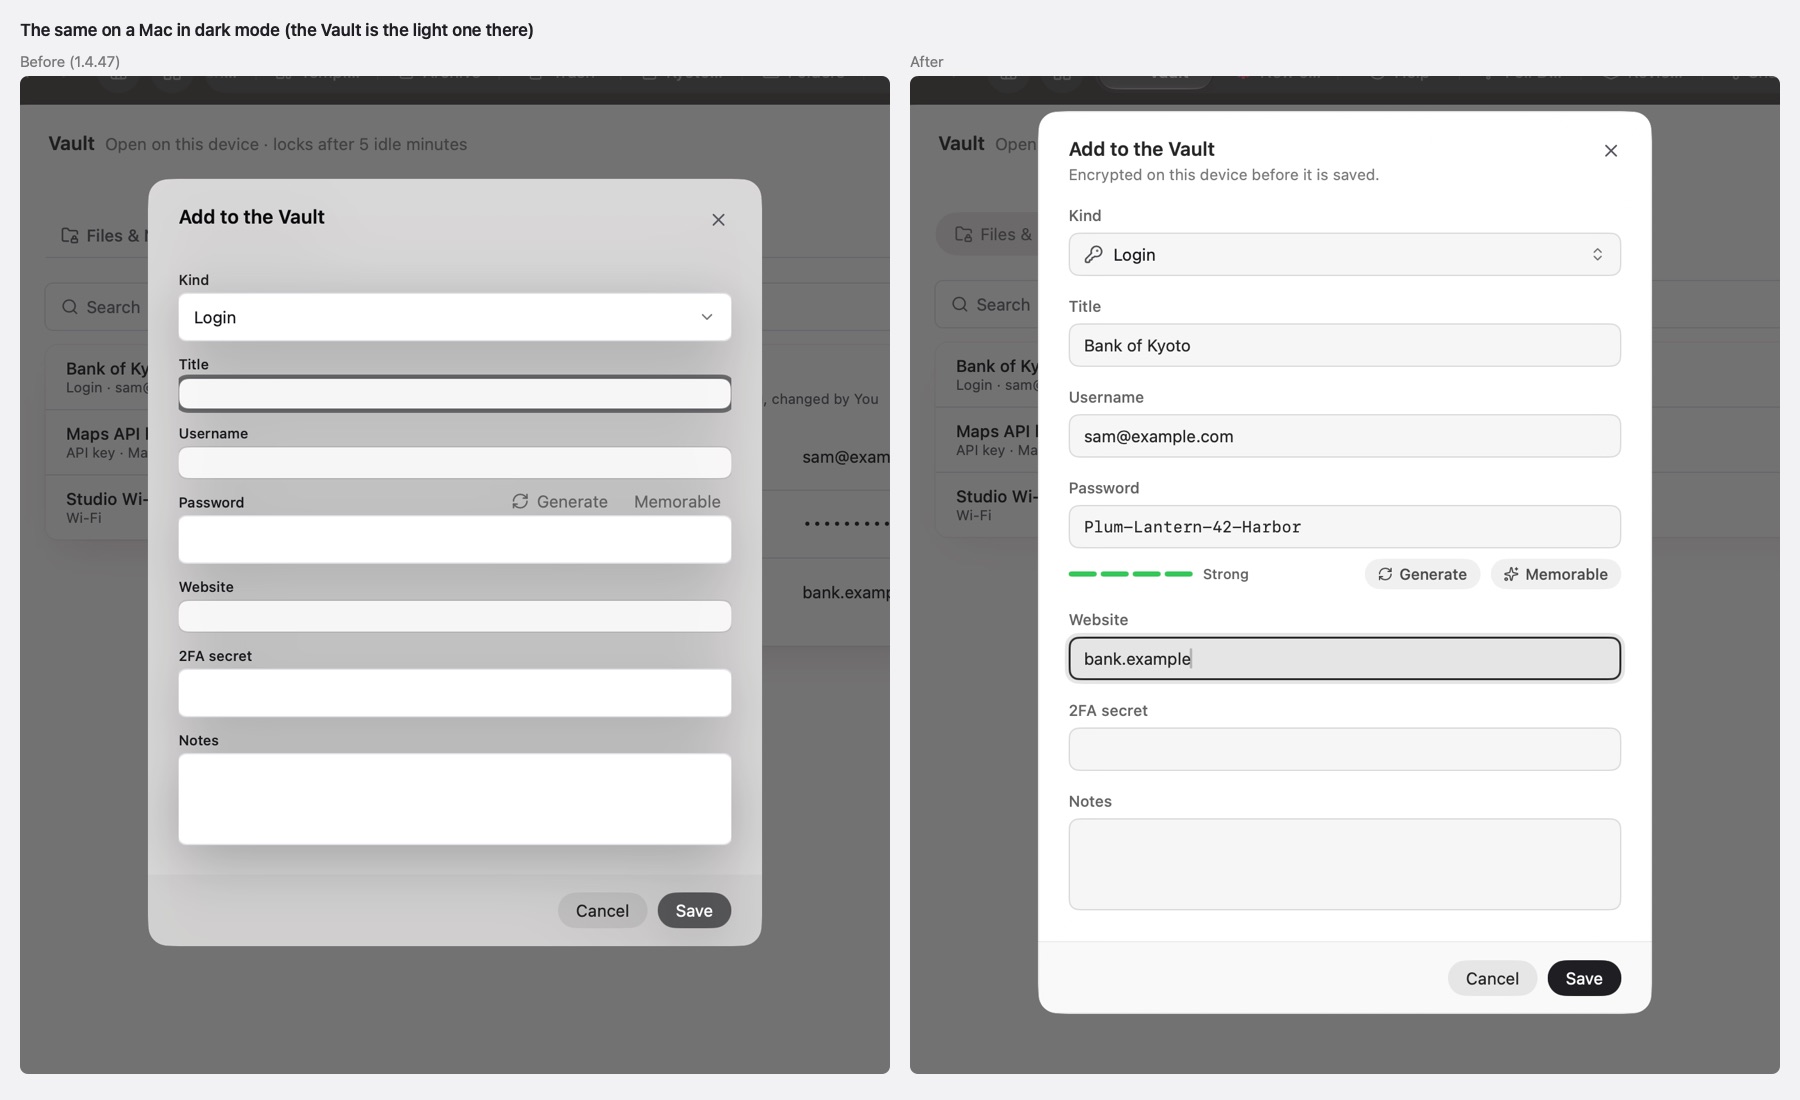 The same on a Mac in dark mode (the Vault is the light one there)
Before (1.4.47)
Vault Open on this device · locks after 5 idle minutes
Add to the Vault
Files &
Kind
Search
Login
Title
Bank of Ky
Login · sam@
, changed by You
Maps API
API key · Ma
Username
sam@exam
Studio Wi-
Wi-Fi
Password
Generate
Memorable
••••••••
Website
bank.examp
2FA secret
Notes
Cancel
Save
After
Help
Vault Open
Add to the Vault
Encrypted on this device before it is saved.
Files &
Kind
Login
Search
Title
Bank of Kyoto
Bank of Ky
Login · sam@
Username
sam@example.com
Maps API
API key · Ma
Studio Wi-
Wi-Fi
Password
Plum-Lantern-42-Harbor
Strong
Generate
Memorable
Website
bank.example
2FA secret
Notes
Cancel
Save